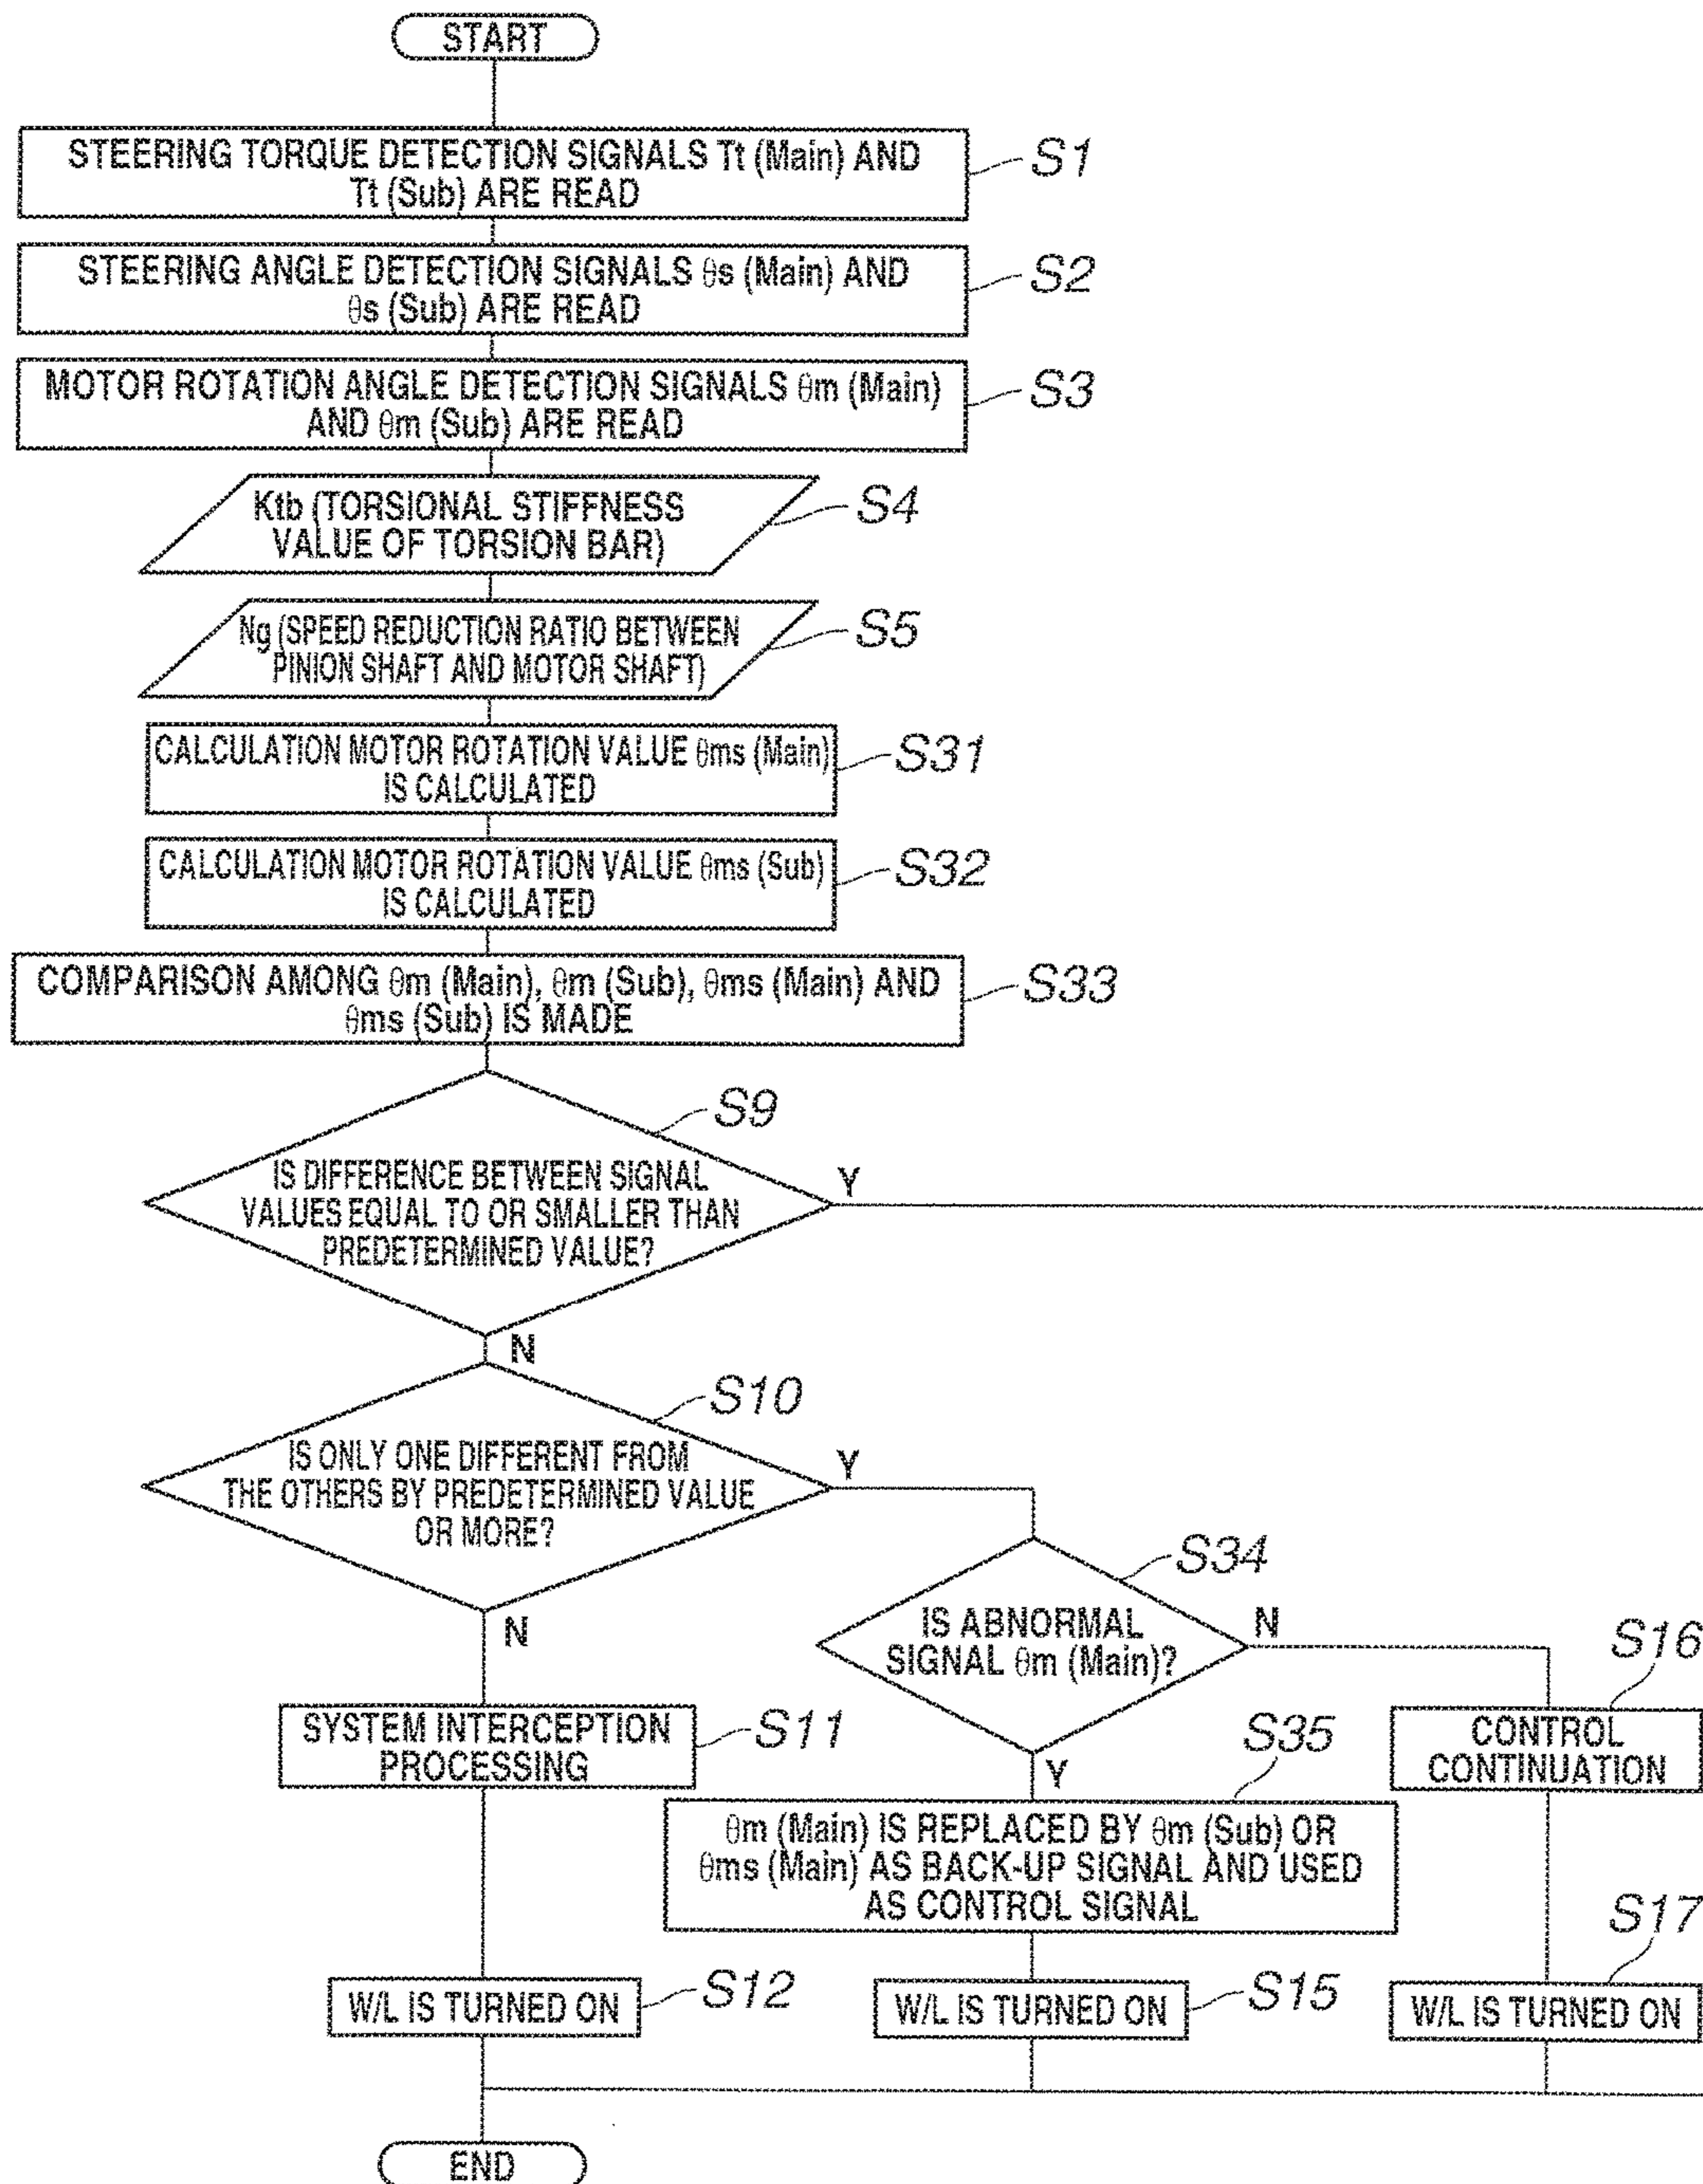 START
STEERING TORQUE DETECTION SIGNALS Tt (Main) AND
Tt (Sub) ARE READ
S1
STEERING ANGLE DETECTION SIGNALS θs (Main) AND
θs (Sub) ARE READ
S2
MOTOR ROTATION ANGLE DETECTION SIGNALS θm (Main)
AND θm (Sub) ARE READ
S3
Ktb (TORSIONAL STIFFNESS
VALUE OF TORSION BAR)
S4
Ng (SPEED REDUCTION RATIO BETWEEN
PINION SHAFT AND MOTOR SHAFT)
S5
CALCULATION MOTOR ROTATION VALUE θms (Main)
IS CALCULATED
S31
CALCULATION MOTOR ROTATION VALUE θms (Sub)
IS CALCULATED
S32
COMPARISON AMONG θm (Main), θm (Sub), θms (Main) AND
θms (Sub) IS MADE
S33
S9
IS DIFFERENCE BETWEEN SIGNAL
VALUES EQUAL TO OR SMALLER THAN
PREDETERMINED VALUE?
Y
N
S10
IS ONLY ONE DIFFERENT FROM
THE OTHERS BY PREDETERMINED VALUE
OR MORE?
Y
N
S34
IS ABNORMAL
SIGNAL θm (Main)?
N
Y
S16
CONTROL
CONTINUATION
SYSTEM INTERCEPTION
PROCESSING
S11
S35
θm (Main) IS REPLACED BY θm (Sub) OR
θms (Main) AS BACK-UP SIGNAL AND USED
AS CONTROL SIGNAL
S17
W/L IS TURNED ON
S12
W/L IS TURNED ON
S15
W/L IS TURNED ON
END